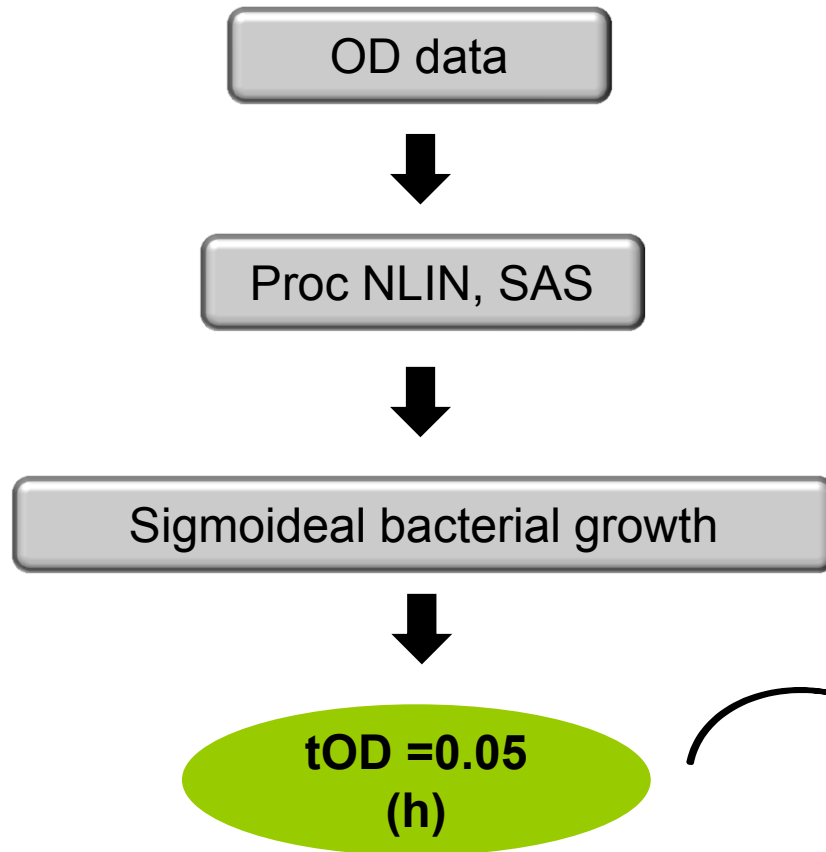 OD data
Proc NLIN, SAS
Sigmoideal bacterial growth
tOD =0.05
(h)